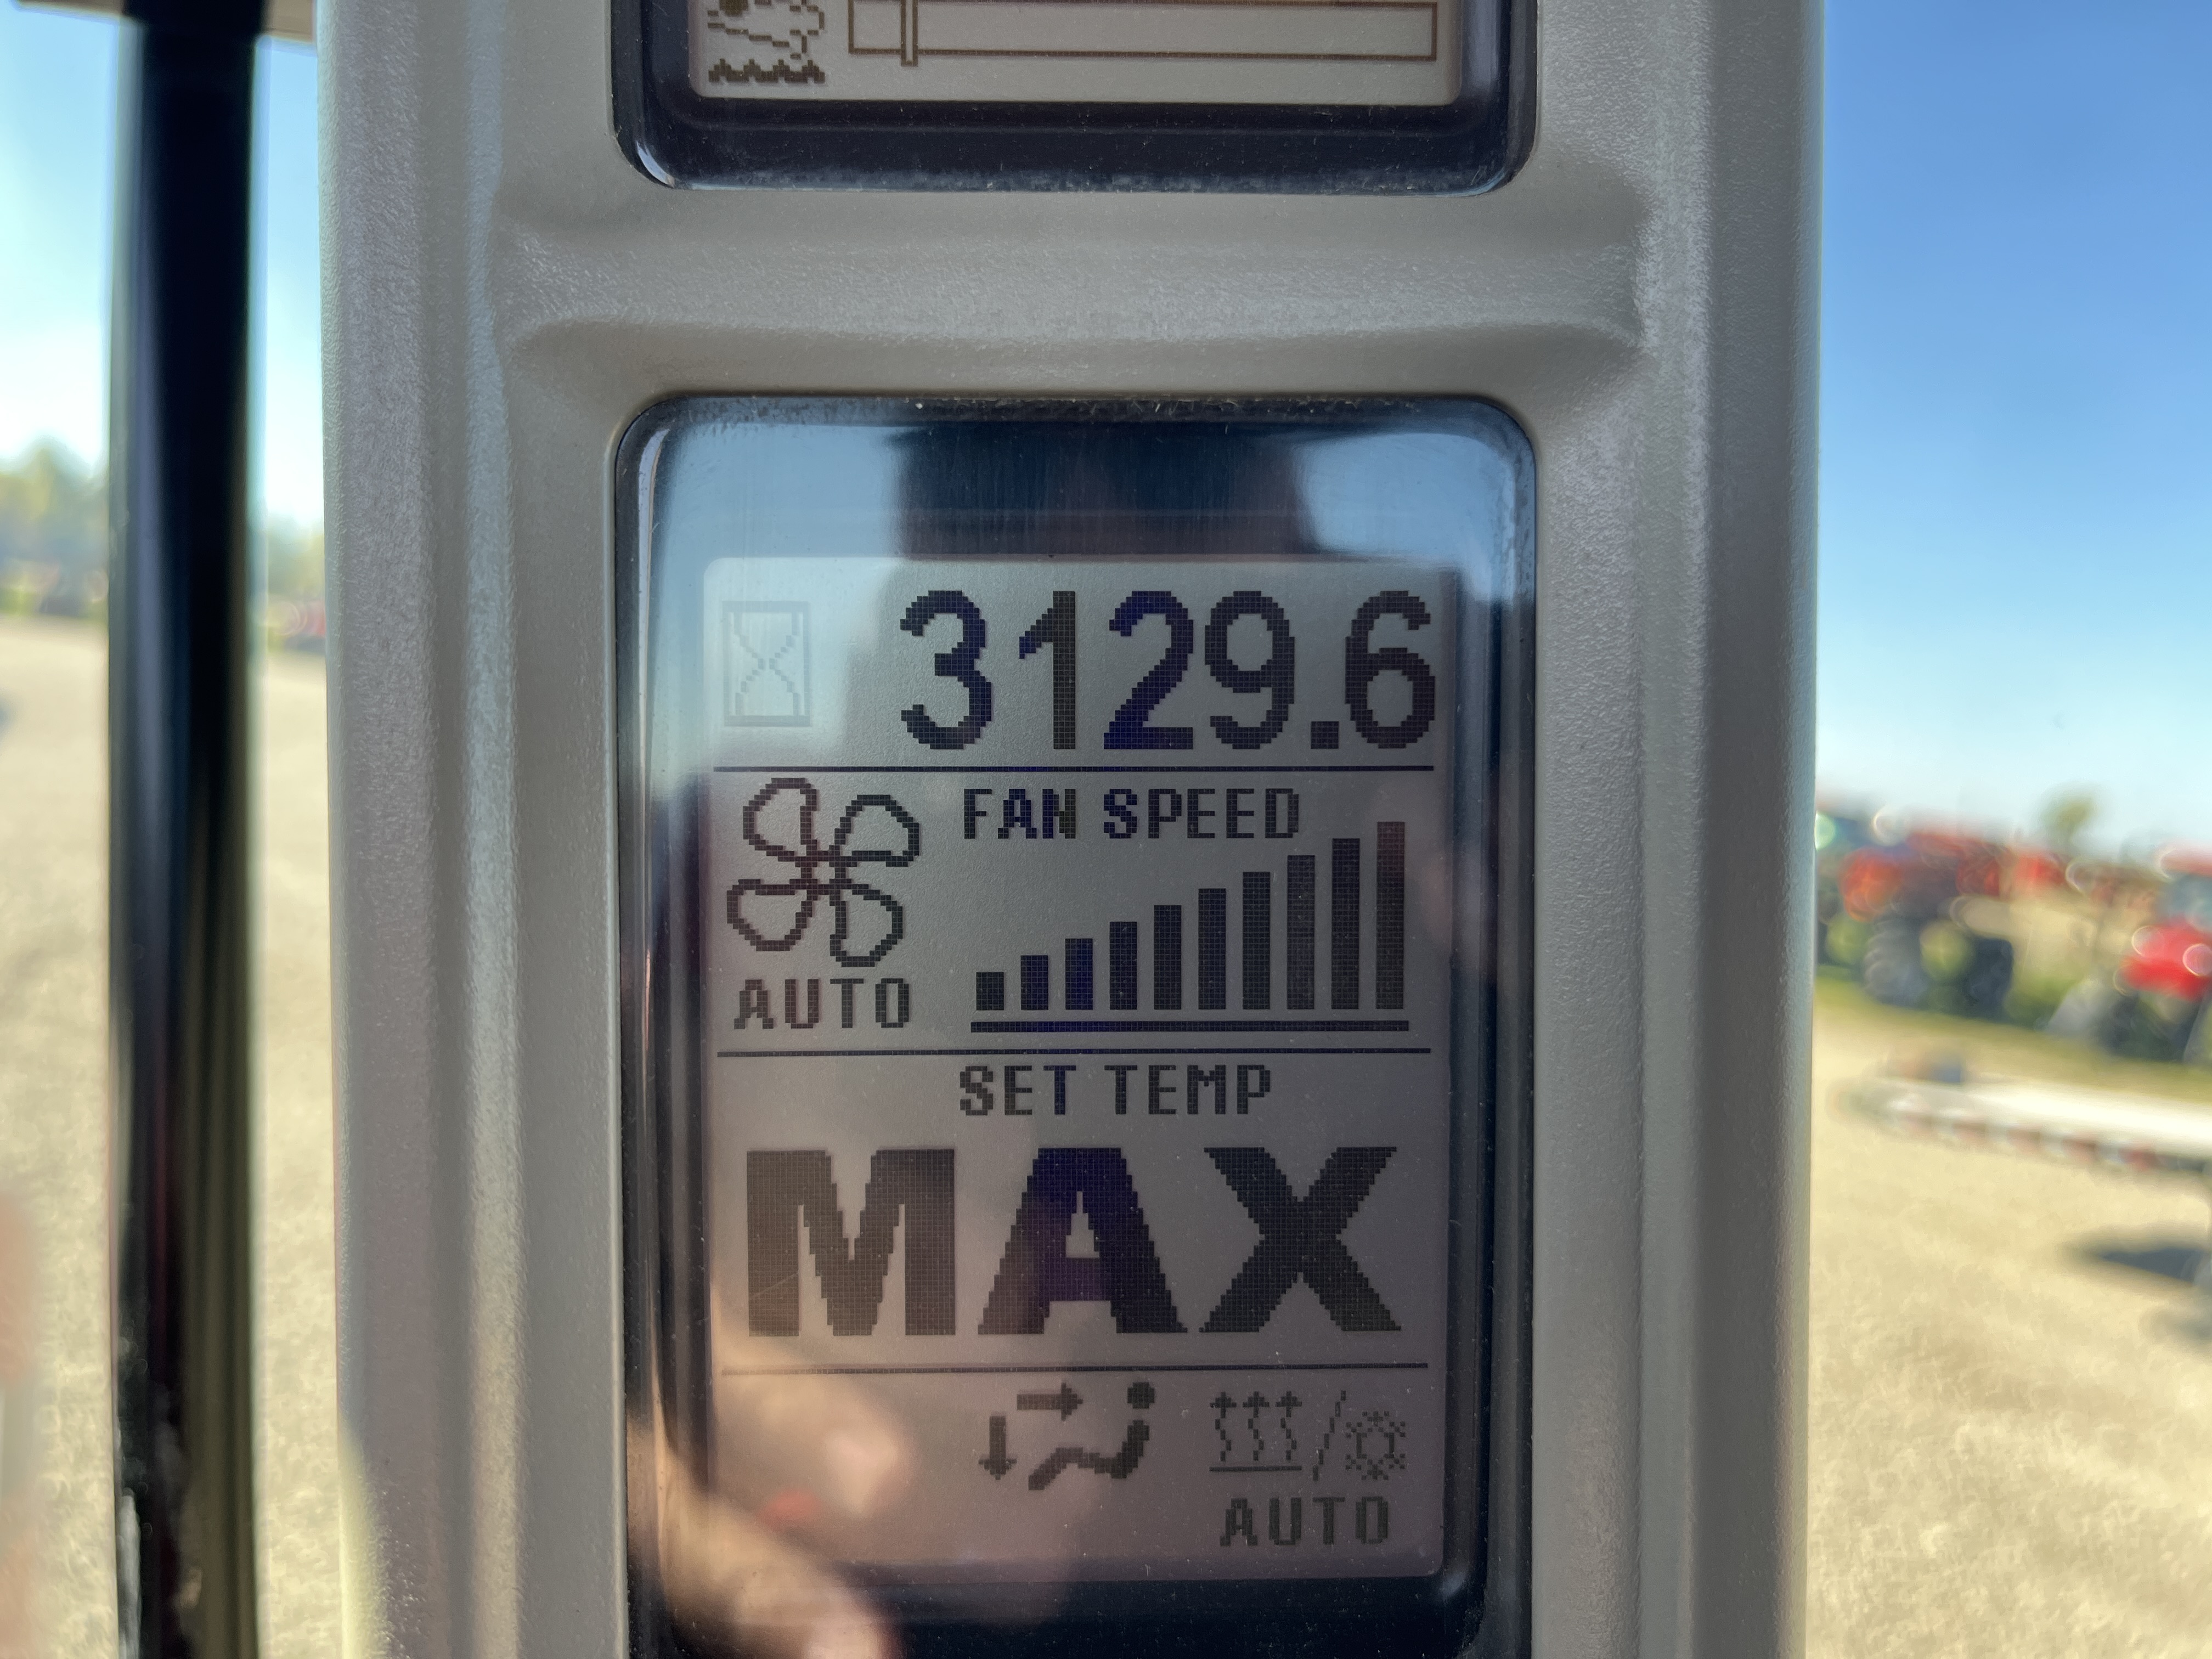 3129.6
FAN SPEED
AUTO
SET TEMP
MAX
AUTO